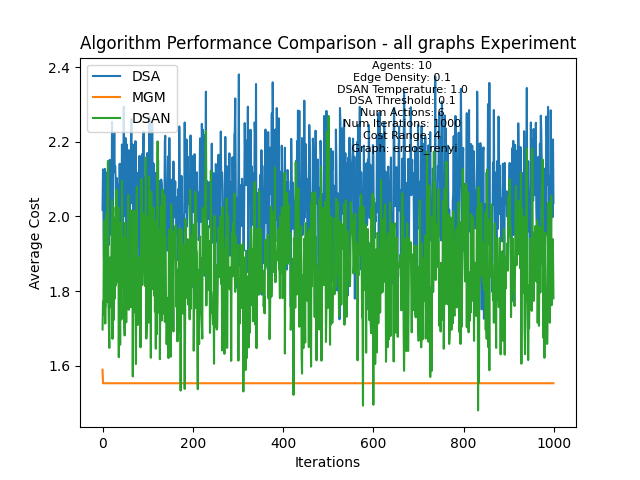 Algorithm Performance Comparison - all graphs Experiment
DSA
MGM
DSAN
Agents: 10
Edge Density: 0.1
DSAN Temperature: 1.0
DSA Threshold: 0.1
Num Actions: 6
Num Iterations: 1000
Cost Range: 4
Graph: erdos_renyi
Average Cost
2.4
2.2
2.0
1.8
1.6
0 200 400 600 800 1000
Iterations